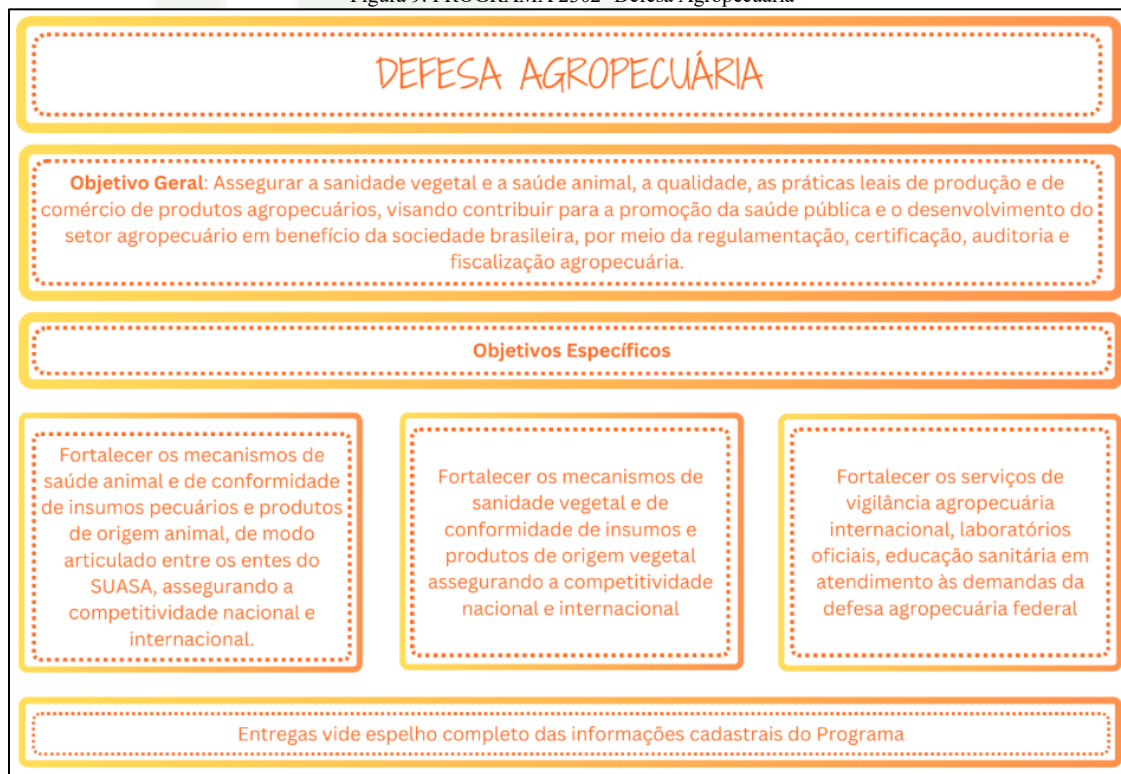 Figura 9. PROGRAMA 2302- Defesa Agropecuária
DEFESA AGROPECUÁRIA
Objetivo Geral: Assegurar a sanidade vegetal e a saúde animal, a qualidade, as práticas leais de produção e de
comércio de produtos agropecuários, visando contribuir para a promoção da saúde pública e o desenvolvimento do
setor agropecuário em benefício da sociedade brasileira, por meio da regulamentação, certificação, auditoria e
fiscalização agropecuária.
Objetivos Específicos
Fortalecer os mecanismos de
saúde animal e de conformidade
de insumos pecuários e produtos
de origem animal, de modo
articulado entre os entes do
SUASA, assegurando a
competitividade nacional e
internacional.
Fortalecer os mecanismos de
sanidade vegetal e de
conformidade de insumos e
produtos de origem vegetal
assegurando a competitividade
nacional e internacional
Fortalecer os serviços de
vigilância agropecuária
internacional, laboratórios
oficiais, educação sanitária em
atendimento às demandas da
defesa agropecuária federal
Entregas vide espelho completo das informações cadastrais do Programa